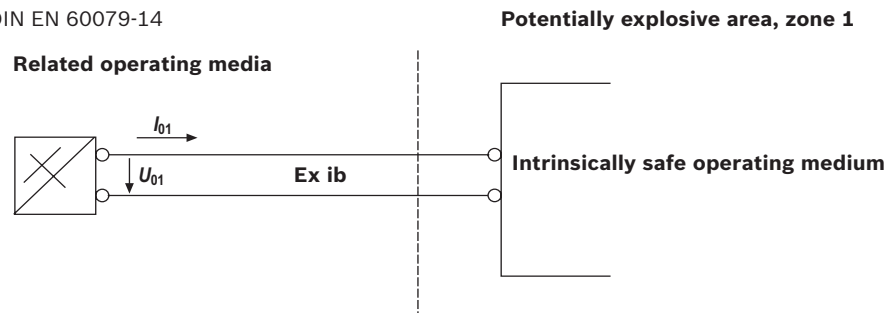 DIN EN 60079-14
Potentially explosive area, zone 1
Related operating media
I01
U01
Ex ib
Intrinsically safe operating medium